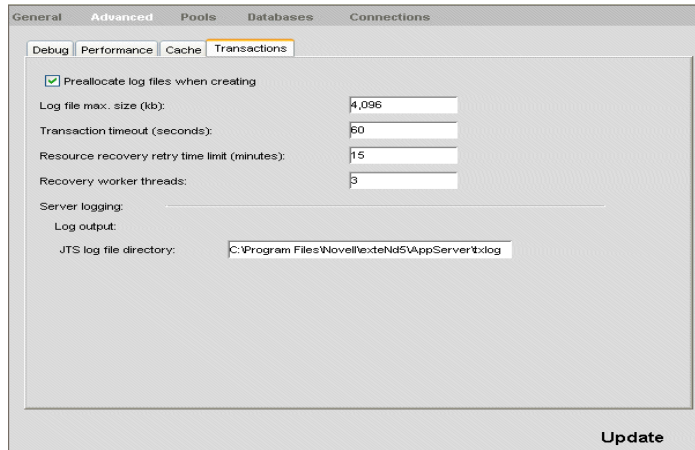 General Advanced Pools Databases Connections
Debug Performance Cache Transactions
Preallocate log files when creating
Log file max. size (kb): 4,096
Transaction timeout (seconds): 60
Resource recovery retry time limit (minutes): 15
Recovery worker threads: 3
Server logging:
Log output:
JTS log file directory: C:\Program Files\Novell\exteNd5\AppServer\txlog
Update